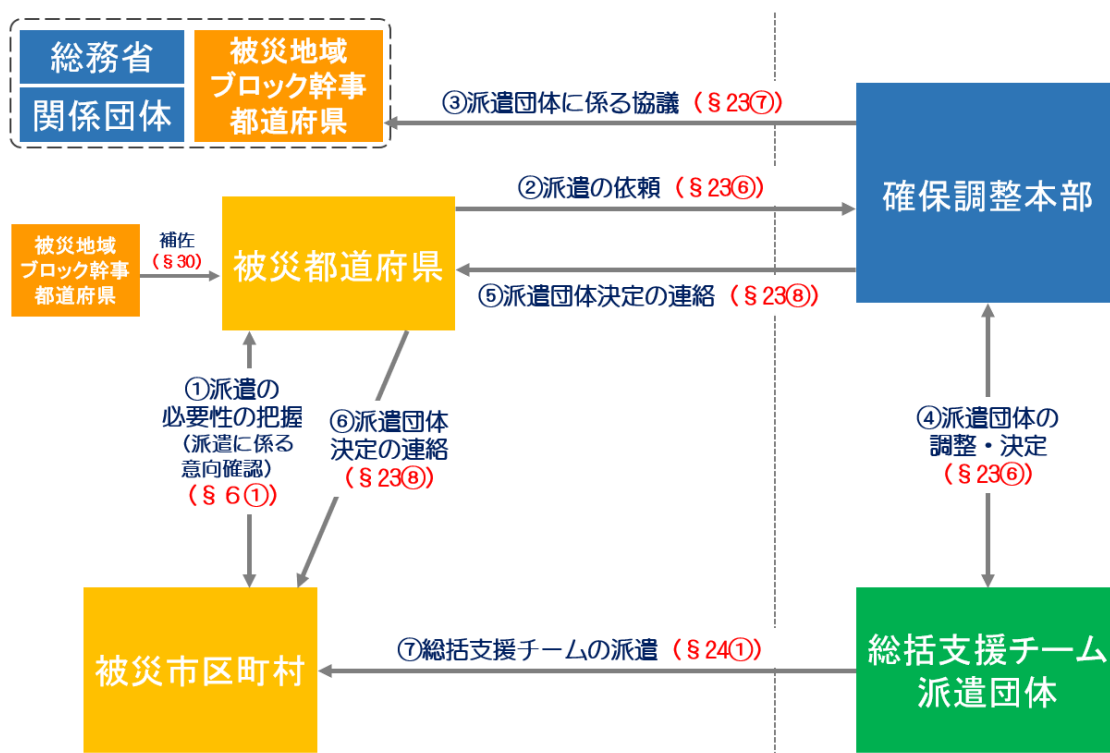 総務省
関係団体
被災地域
ブロック幹事
都道府県
③派遣団体に係る協議（§23⑦）
確保調整本部
②派遣の依頼（§23⑥）
被災地域
ブロック幹事
都道府県
補佐
（§30）
被災都道府県
⑤派遣団体決定の連絡（§23⑧）
①派遣の
必要性の把握
（派遣に係る
意向確認）
（§６①）
⑥派遣団体
決定の連絡
（§23⑧）
④派遣団体の
調整・決定
（§23⑥）
被災市区町村
⑦総括支援チームの派遣（§24①）
総括支援チーム
派遣団体